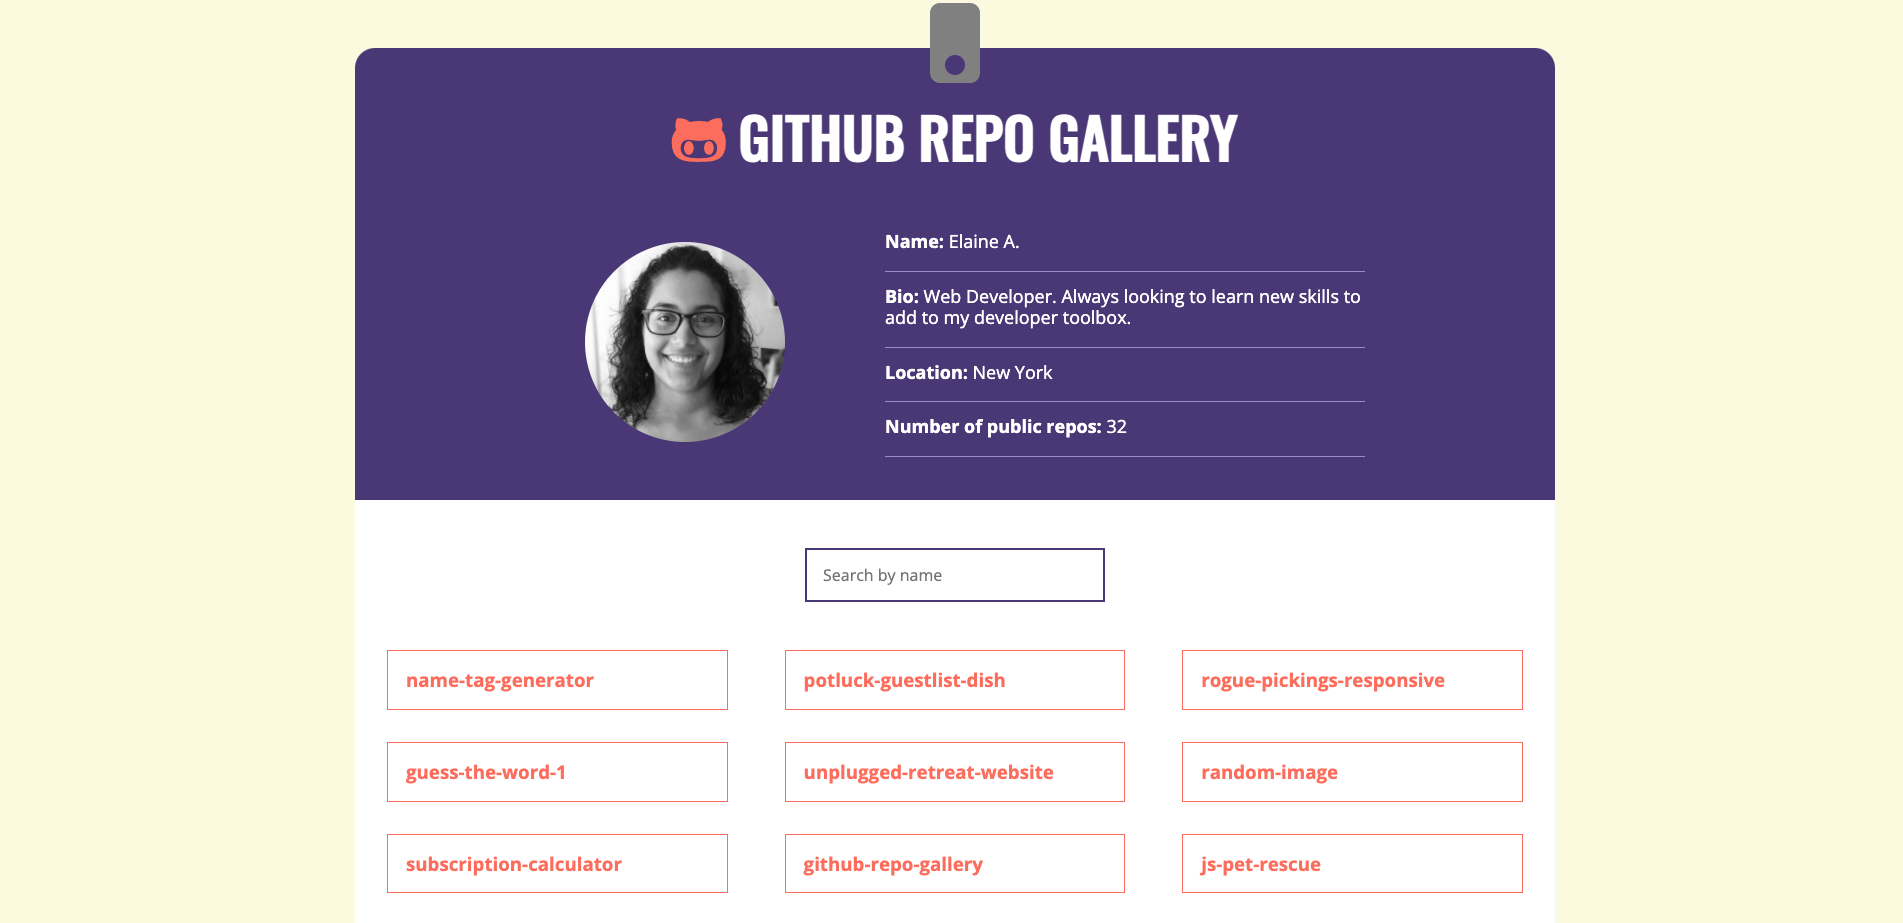 GITHUB REPO GALLERY
Name: Elaine A.
Bio: Web Developer. Always looking to learn new skills to
add to my developer toolbox.
Location: New York
Number of public repos: 32
Search by name
name-tag-generator
potluck-guestlist-dish
rogue-pickings-responsive
guess-the-word-1
unplugged-retreat-website
random-image
subscription-calculator
github-repo-gallery
js-pet-rescue